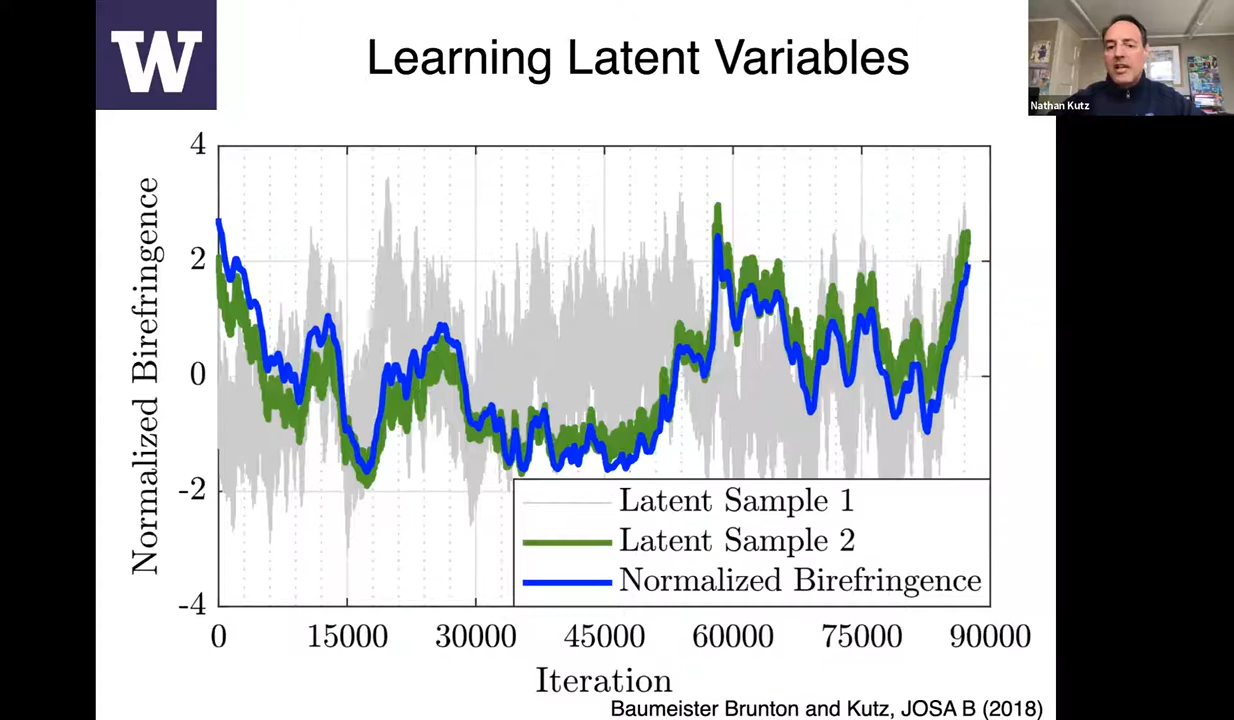 W
Learning Latent Variables
Nathan Kutz
Normalized Birefringence
4
2
0
-2
-4
Latent Sample 1
Latent Sample 2
Normalized Birefringence
0 15000 30000 45000 60000 75000 90000
Iteration
Baumeister Brunton and Kutz, JOSA B (2018)